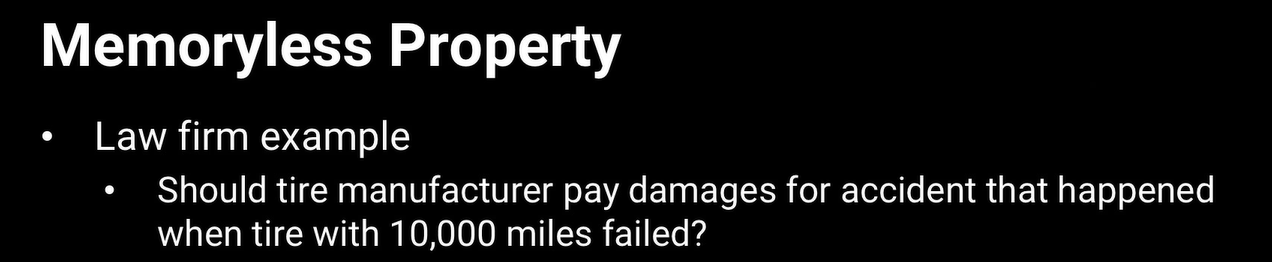 Memoryless Property
• Law firm example
• Should tire manufacturer pay damages for accident that happened
when tire with 10,000 miles failed?